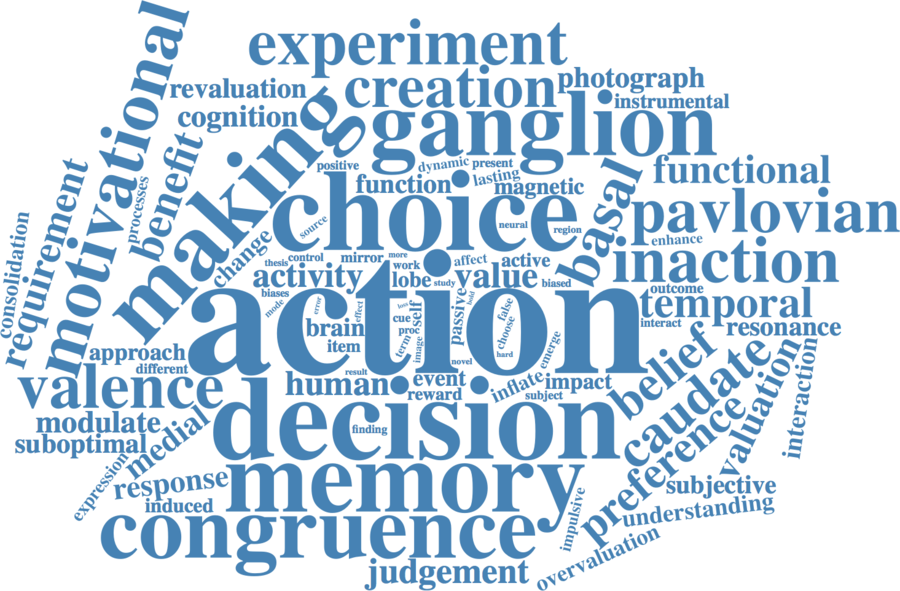 experiment
motivational
revaluation
creation
photograph
instrumental
cognition
ganglion
making
benefit
positive
dynamic
present
lasting
function
magnetic
basal
functional
requirement
processes
choice
source
neural
region
pavlovian
enhance
consolidation
change
thesis
control
mirror
more
affect
active
inaction
activity
work
lobe
study
value
biased
outcome
temporal
biases
mode
action
error
effect
loss
self
cue
proc
term
image
passive
bold
false
choose
interact
resonance
brain
item
novel
hard
emerge
belief
approach
different
result
human
event
reward
inflate
impact
subject
caudate
valuation
interactions
valence
modulate
suboptimal
medial
decision
finding
preference
expression
response
induced
memory
impulsive
subjective
understanding
congruence
overvaluation
judgement